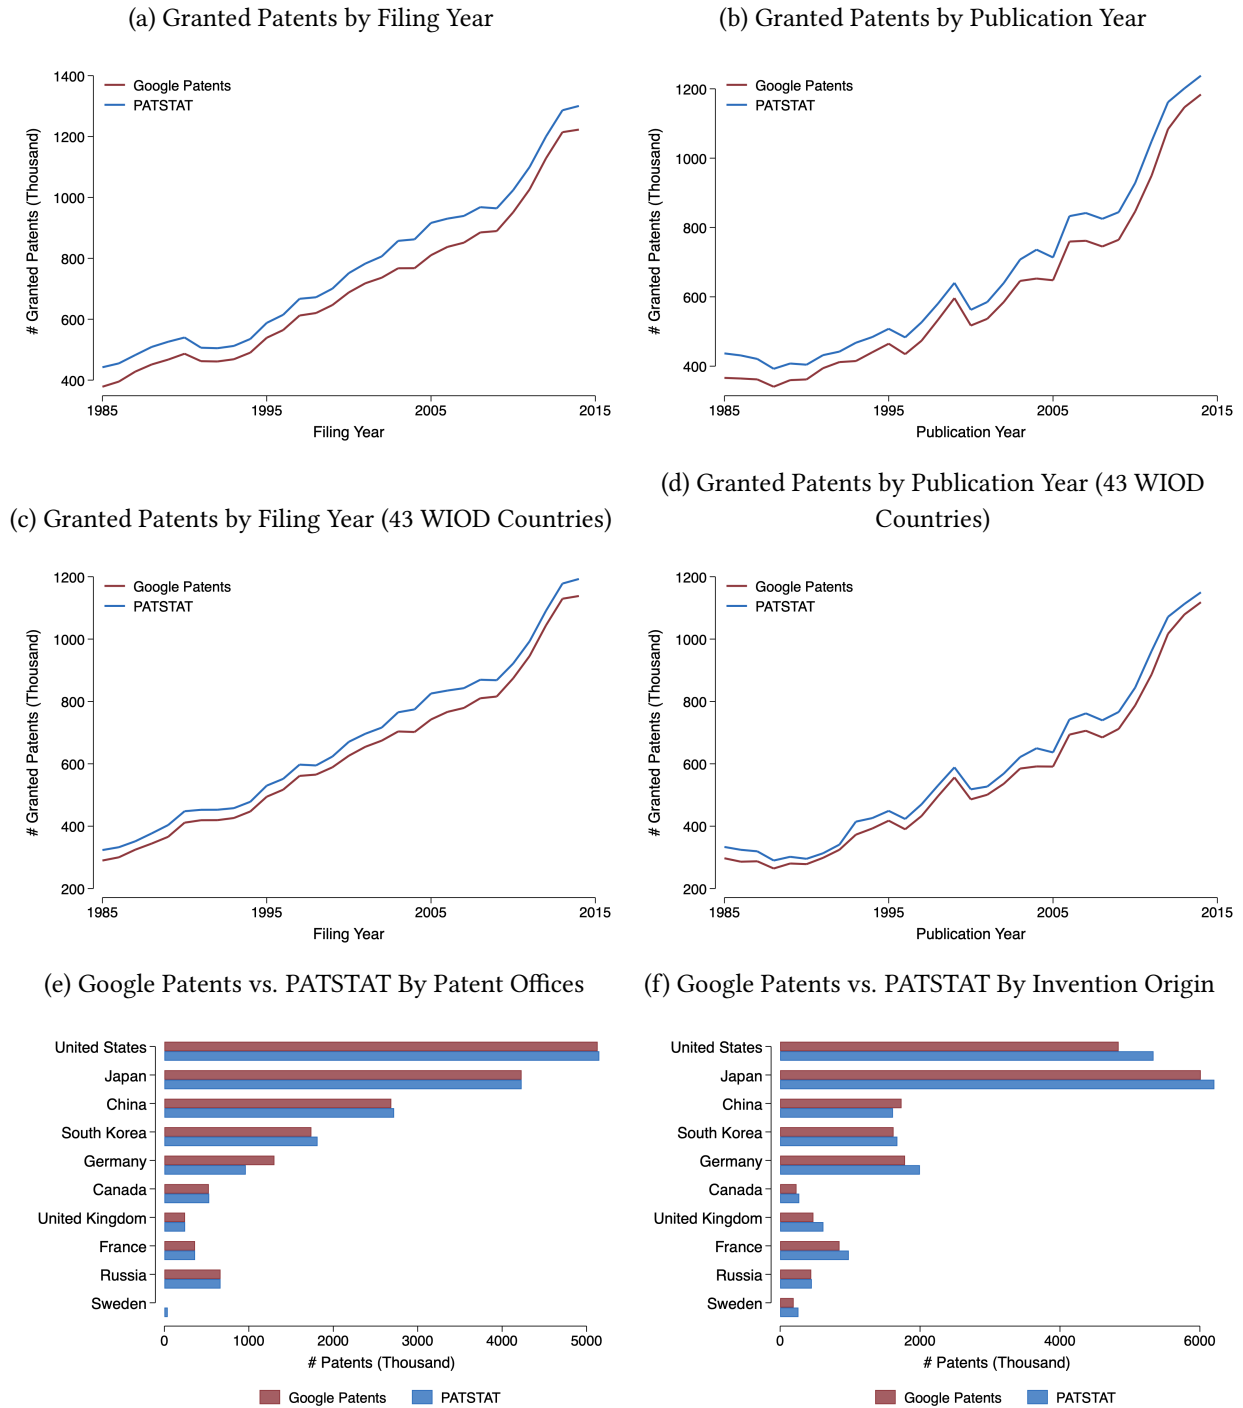 (a) Granted Patents by Filing Year
# Granted Patents (Thousand)
1400
1200
1000
800
600
400
Google Patents
PATSTAT
1985
1995
2005
2015
Filing Year
(b) Granted Patents by Publication Year
# Granted Patents (Thousand)
1200
1000
800
600
400
Google Patents
PATSTAT
1985
1995
2005
2015
Publication Year
(c) Granted Patents by Filing Year (43 WIOD Countries)
# Granted Patents (Thousand)
1200
1000
800
600
400
200
Google Patents
PATSTAT
1985
1995
2005
2015
Filing Year
(d) Granted Patents by Publication Year (43 WIOD
Countries)
# Granted Patents (Thousand)
1200
1000
800
600
400
200
Google Patents
PATSTAT
1985
1995
2005
2015
Publication Year
(e) Google Patents vs. PATSTAT By Patent Offices
United States
Japan
China
South Korea
Germany
Canada
United Kingdom
France
Russia
Sweden
0
1000
2000
3000
4000
5000
# Patents (Thousand)
Google Patents
PATSTAT
(f) Google Patents vs. PATSTAT By Invention Origin
United States
Japan
China
South Korea
Germany
Canada
United Kingdom
France
Russia
Sweden
0
2000
4000
6000
# Patents (Thousand)
Google Patents
PATSTAT